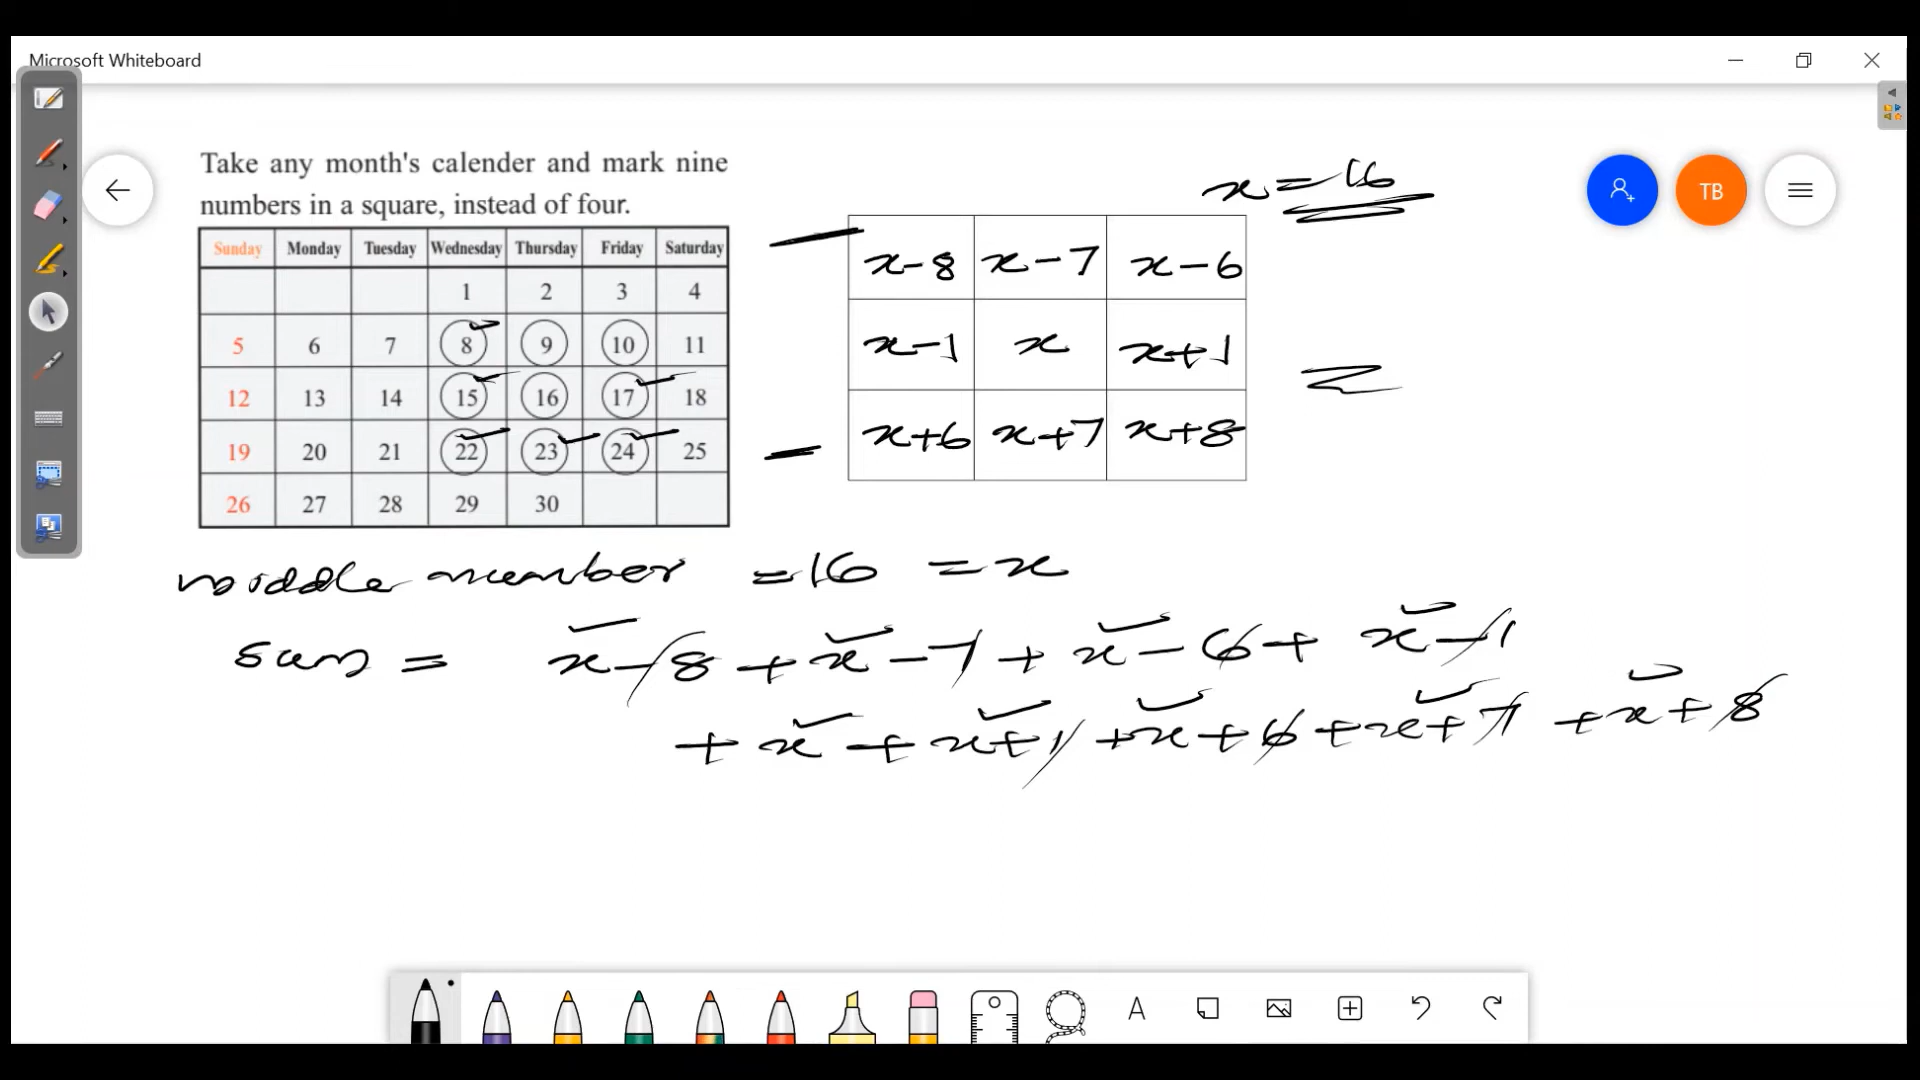 Microsoft Whiteboard
Take any month's calender and mark nine
numbers in a square, instead of four.
Sunday Monday Tuesday Wednesday Thursday Friday Saturday
1 2 3 4
5 6 7 8 9 10 11
12 13 14 15 16 17 18
19 20 21 22 23 24 25
26 27 28 29 30
x = 16
x-8 x-7 x-6
x-1 x x+1
x+6 x+7 x+8
=
TB
middle number = 16 = x
sum = x-8 + x-7 + x-6 + x-1
+ x + x+1 + x+6 + x+7 + x+8
A